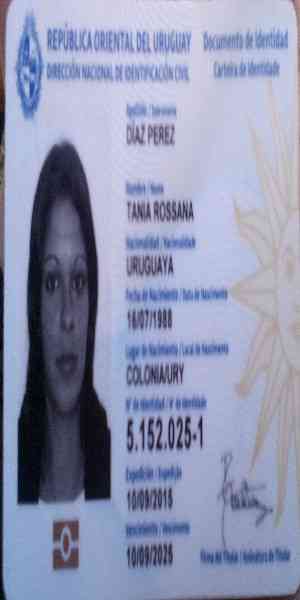 REPÚBLICA ORIENTAL DEL URUGUAY
DIRECCIÓN NACIONAL DE IDENTIFICACIÓN CIVIL
Documento de Identidad
Carteira de Identidade
Apellido / Sobrenome
DÍAZ PEREZ
Nombre / Nome
TANIA ROSSANA
Nacionalidad / Nacionalidade
URUGUAYA
Fecha de Nacimiento / Data de Nascimento
16/07/1988
Lugar de Nacimiento / Local de Nascimento
COLONIA/URY
N° de Identidad / N° de Identidade
5.152.025-1
Expedición / Expedição
10/09/2015
Vencimiento / Vencimento
10/09/2025
Firma del Titular / Assinatura do Titular